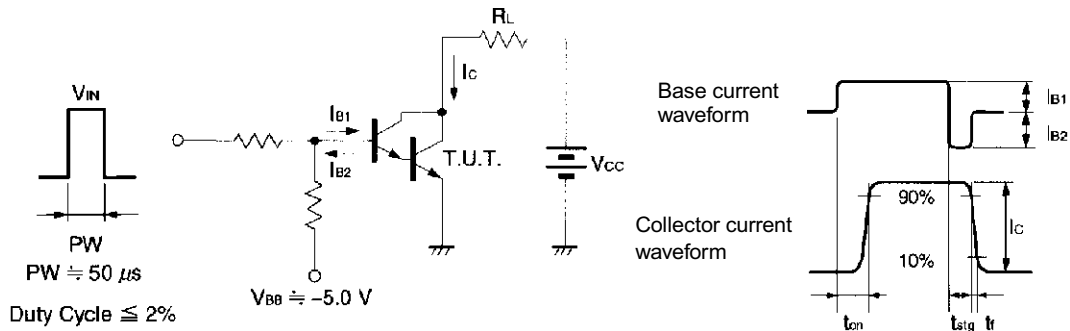 VIN
PW
PW ≒ 50 μs
Duty Cycle ≦ 2%
IB1
IB2
VBB ≒ −5.0 V
RL
IC
T.U.T.
VCC
Base current
waveform
IB1
IB2
Collector current
waveform
90%
10%
IC
ton
tstg
tf